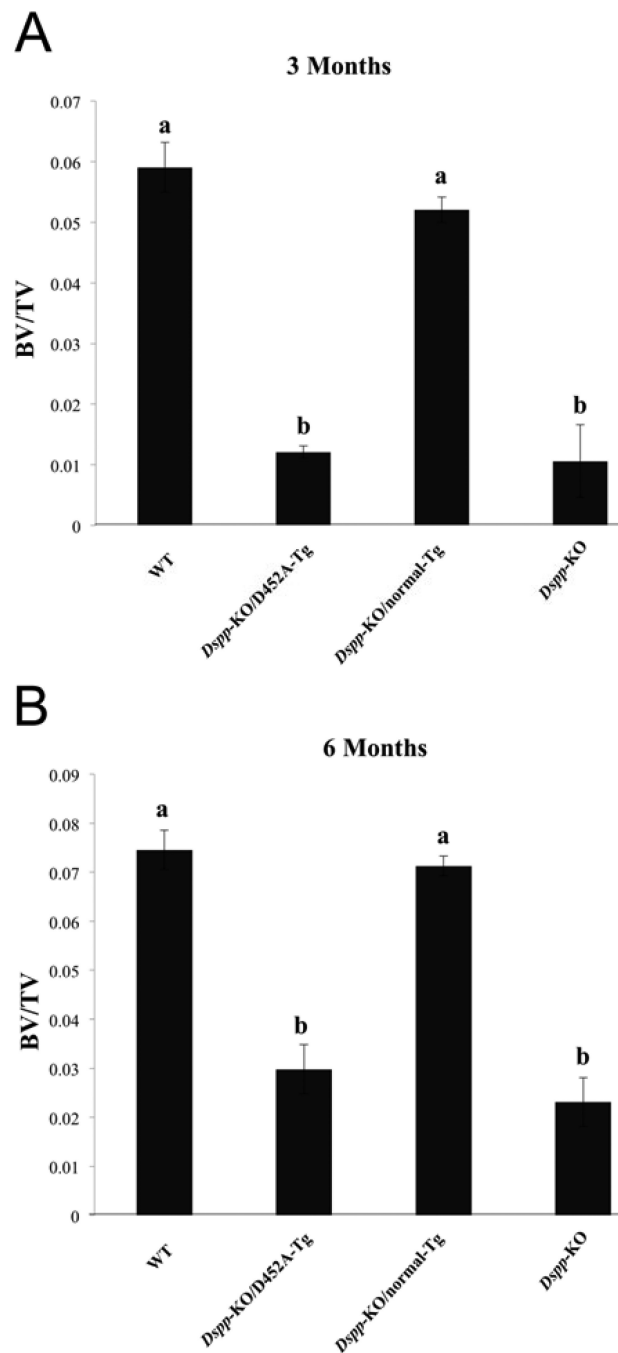 A
3 Months
0.07
0.06
0.05
0.04
0.03
0.02
0.01
0
BV/TV
a
b
a
b
WT
Dspp-KO/D452A-Tg
Dspp-KO/normal-Tg
Dspp-KO
B
6 Months
0.09
0.08
0.07
0.06
0.05
0.04
0.03
0.02
0.01
0
BV/TV
a
b
a
b
WT
Dspp-KO/D452A-Tg
Dspp-KO/normal-Tg
Dspp-KO